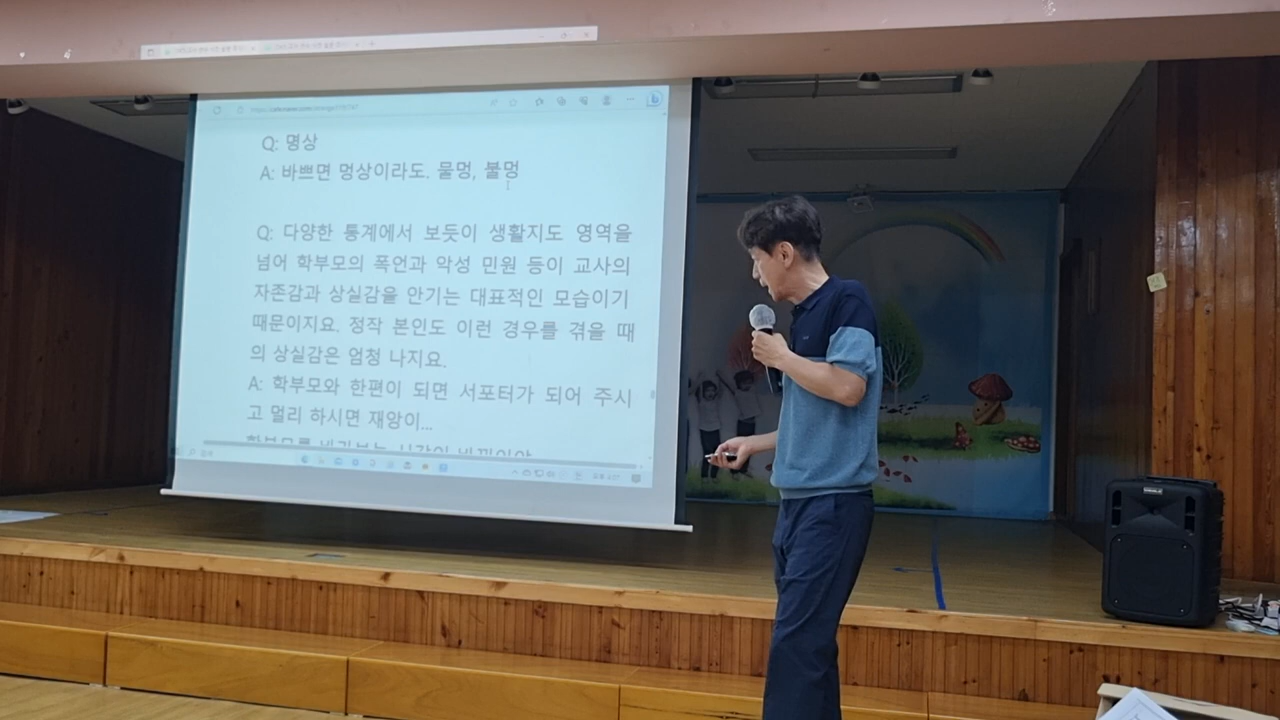 Q: 명상
A: 바쁘면 멍상이라도. 물멍, 불멍
Q: 다양한 통계에서 보듯이 생활지도 영역을
넘어 학부모의 폭언과 악성 민원 등이 교사의
자존감과 상실감을 안기는 대표적인 모습이기
때문이지요. 정작 본인도 이런 경우를 겪을 때
의 상실감은 엄청 나지요.
A: 학부모와 한편이 되면 서포터가 되어 주시
고 멀리 하시면 재앙이...